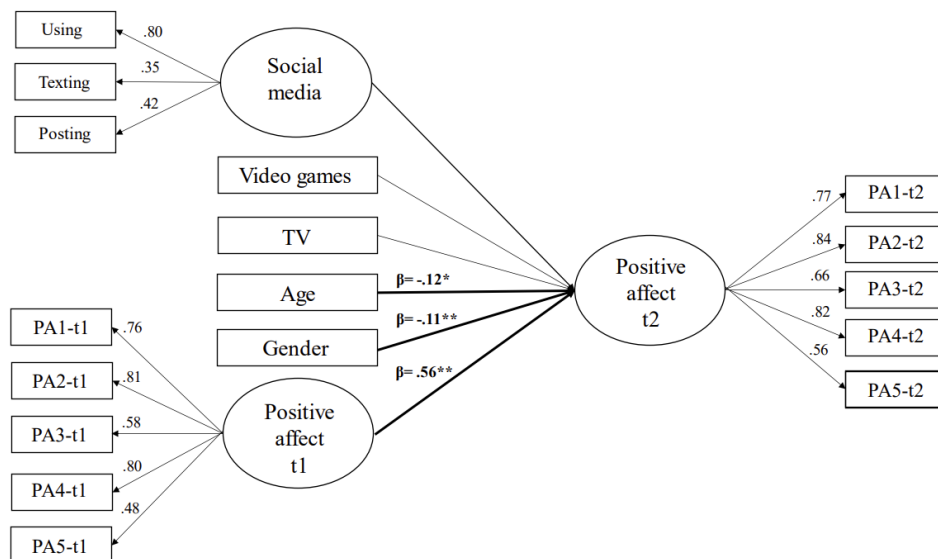 Using
.80
Texting
.35
Posting
.42
Social
media
Video games
TV
Age
β= -.12*
Gender
β= -.11**
β= .56**
Positive
affect
t1
PA1-t1
.76
PA2-t1
.81
PA3-t1
.58
PA4-t1
.80
PA5-t1
.48
Positive
affect
t2
.77
PA1-t2
.84
PA2-t2
.66
PA3-t2
.82
PA4-t2
.56
PA5-t2